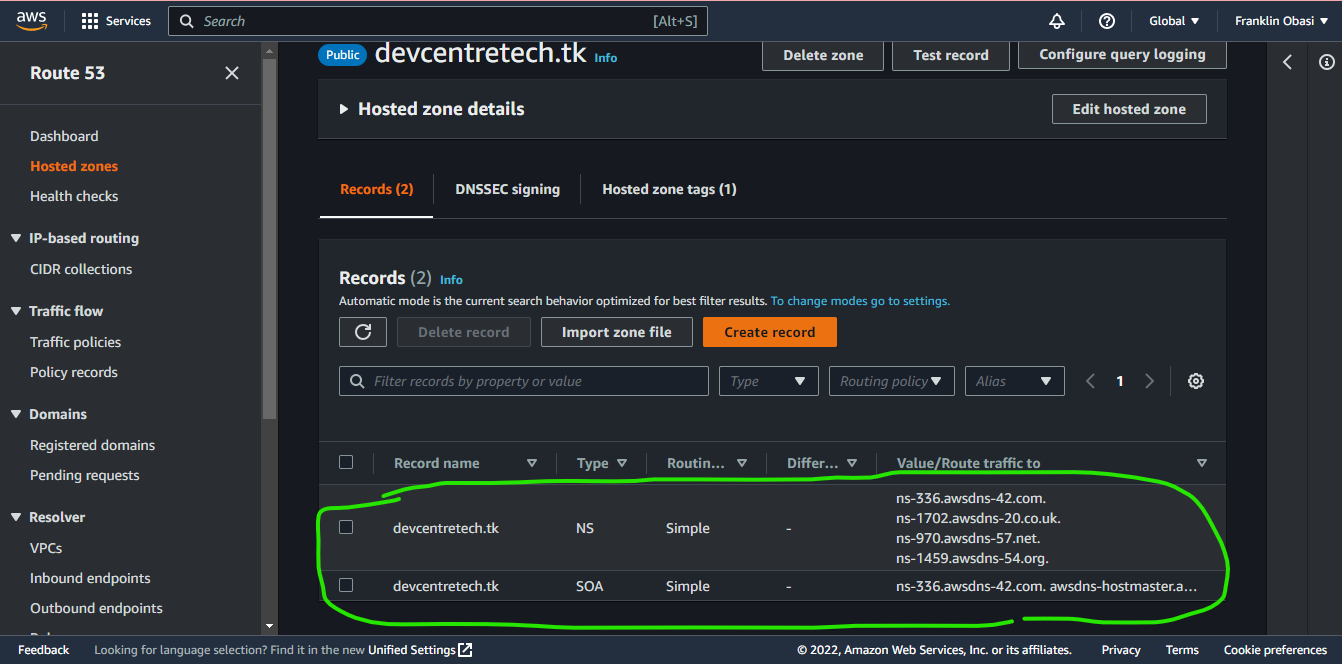 aws Services Search [Alt+S] Global Franklin Obasi
Route 53
Dashboard
Hosted zones
Health checks
IP-based routing
CIDR collections
Traffic flow
Traffic policies
Policy records
Domains
Registered domains
Pending requests
Resolver
VPCs
Inbound endpoints
Outbound endpoints
Public devcentretech.tk Info Delete zone Test record Configure query logging
Hosted zone details Edit hosted zone
Records (2) DNSSEC signing Hosted zone tags (1)
Records (2) Info
Automatic mode is the current search behavior optimized for best filter results. To change modes go to settings.
Delete record Import zone file Create record
Filter records by property or value Type Routing policy Alias 1
Record name Type Routin... Differ... Value/Route traffic to
ns-336.awsdns-42.com.
ns-1702.awsdns-20.co.uk.
devcentretech.tk NS Simple -
ns-970.awsdns-57.net.
ns-1459.awsdns-54.org.
devcentretech.tk SOA Simple - ns-336.awsdns-42.com. awsdns-hostmaster.a...
Feedback Looking for language selection? Find it in the new Unified Settings © 2022, Amazon Web Services, Inc. or its affiliates. Privacy Terms Cookie preferences